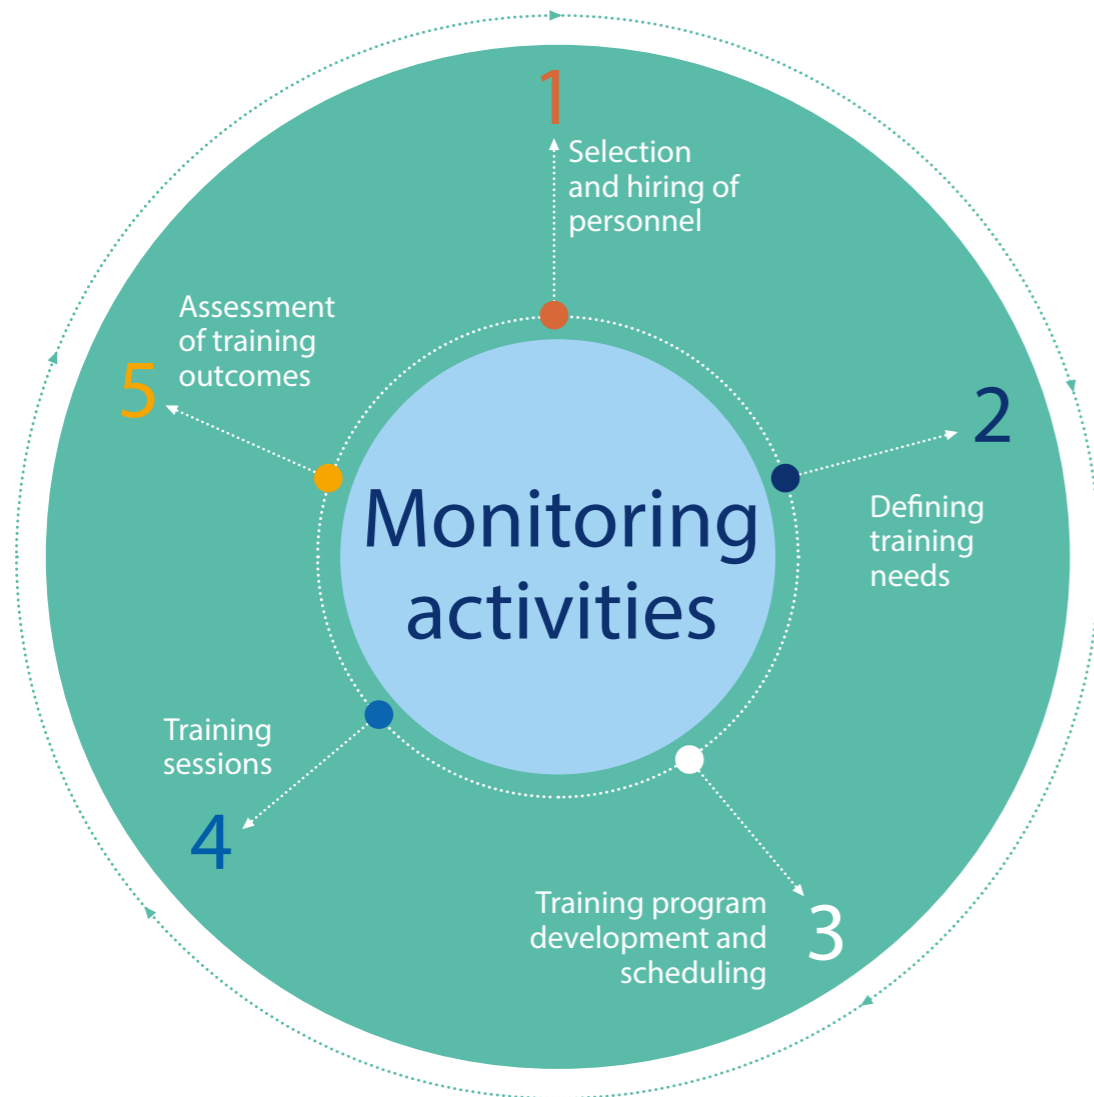 1
Selection
and hiring of
personnel
2
Defining
training
needs
3
Training program
development and
scheduling
4
Training
sessions
5
Assessment
of training
outcomes
Monitoring
activities